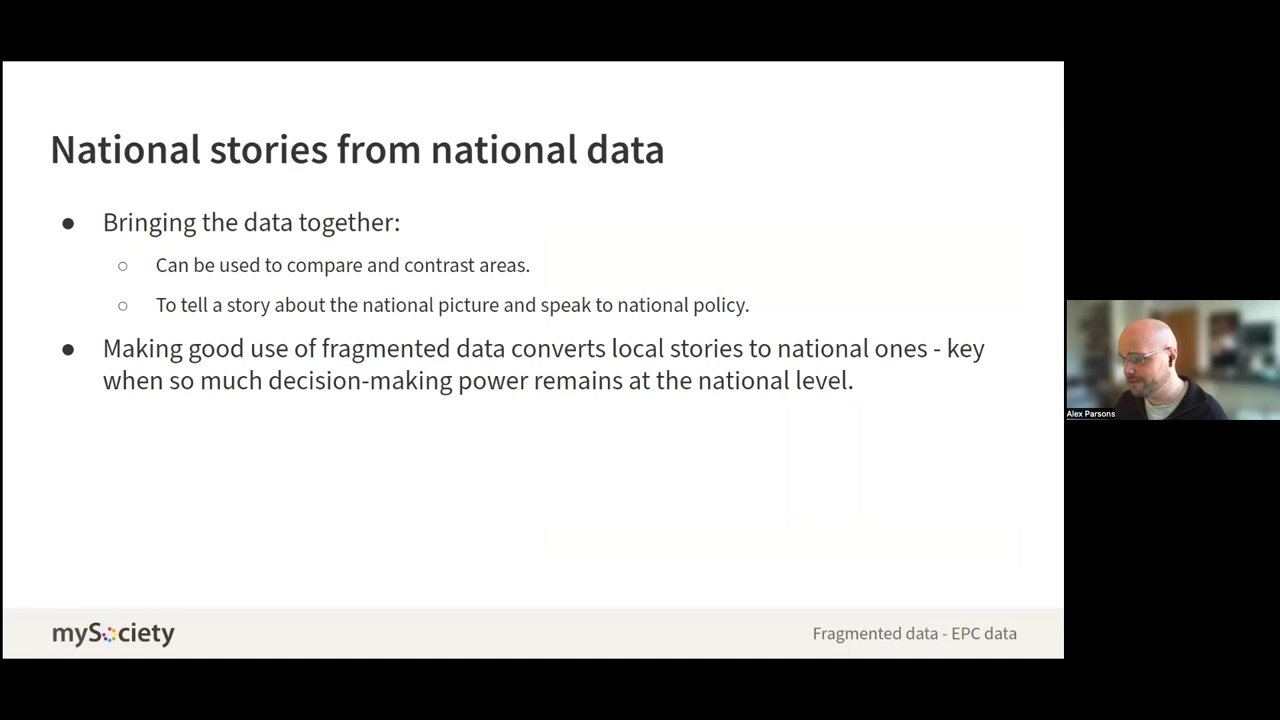 National stories from national data
● Bringing the data together:
○ Can be used to compare and contrast areas.
○ To tell a story about the national picture and speak to national policy.
● Making good use of fragmented data converts local stories to national ones - key
when so much decision-making power remains at the national level.
Alex Parsons
mySociety
Fragmented data - EPC data